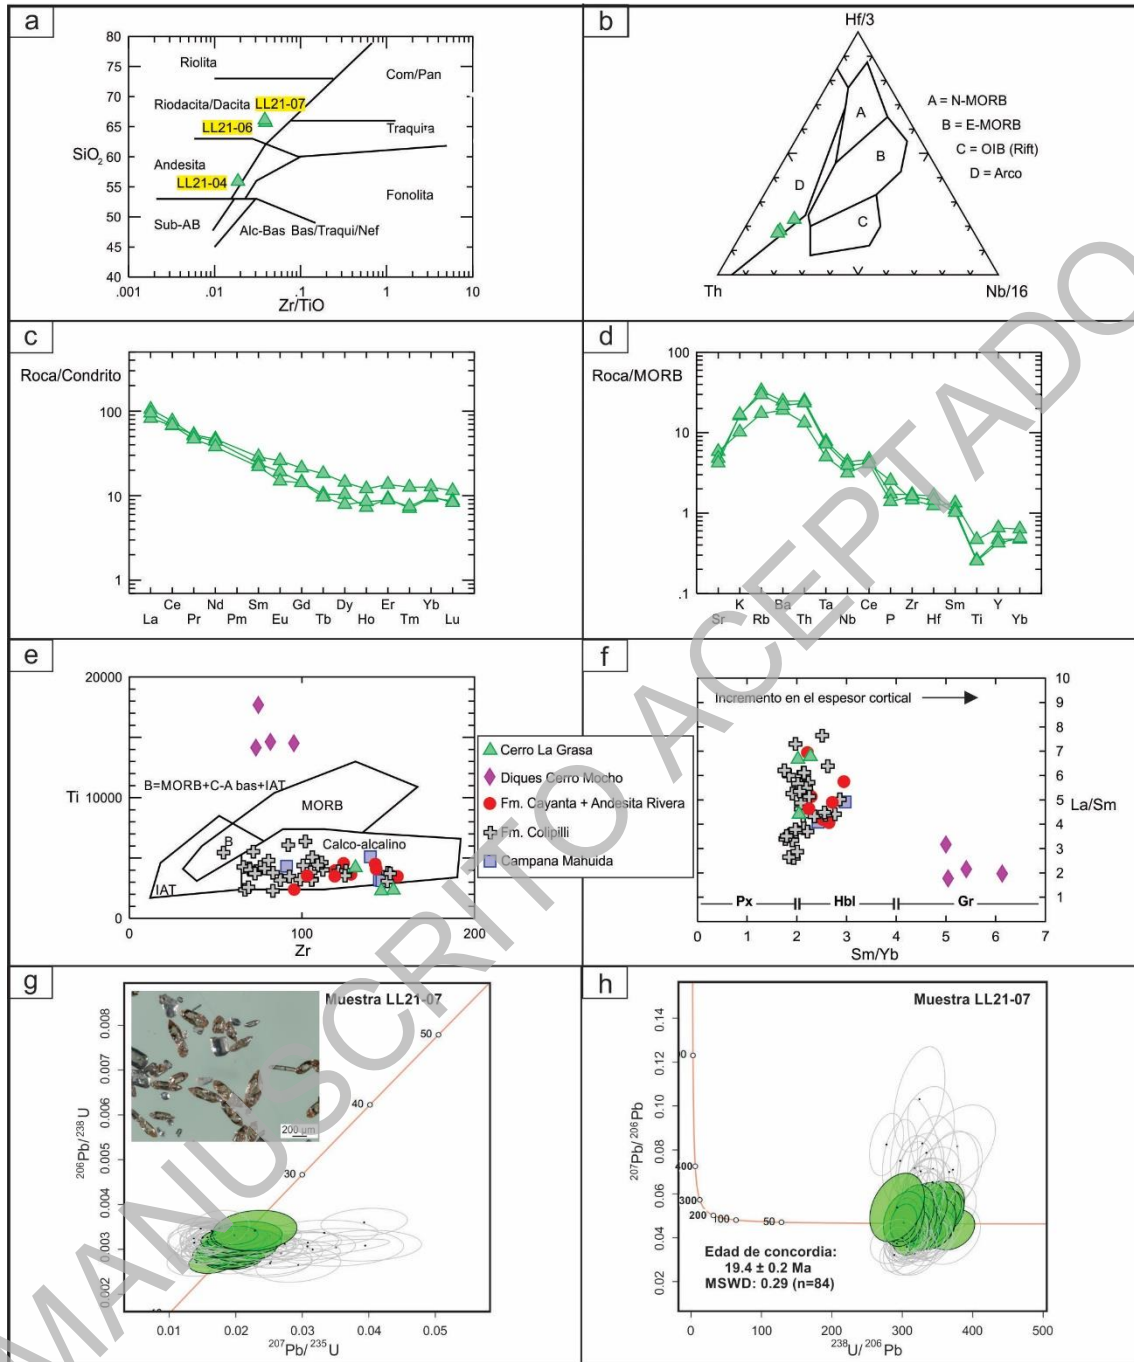 a
80
75
70
65
60
55
50
45
40
SiO2
Riolita
Com/Pan
Riodacita/Dacita
LL21-07
LL21-06
Traquita
Andesita
LL21-04
Fonolita
Sub-AB
Alc-Bas
Bas/Traqui/Nef
.001
.01
.1
1
10
Zr/TiO
b
Hf/3
A = N-MORB
B = E-MORB
C = OIB (Rift)
D = Arco
A
B
D
C
Th
Nb/16
c
Roca/Condrito
100
10
1
Ce Nd Sm Gd Dy Er Yb
La Pr Pm Eu Tb Ho Tm Lu
d
100
Roca/MORB
10
1
.1
K Ba Ta Ce Zr Sm Y
Sr Rb Th Nb P Hf Ti Yb
e
20000
B=MORB+C-A bas+IAT
Ti
10000
MORB
B
Calco-alcalino
IAT
0
0
100
200
Zr
Cerro La Grasa
Diques Cerro Mocho
Fm. Cayanta + Andesita Rivera
Fm. Colipilli
Campana Mahuida
f
Incremento en el espesor cortical
10
9
8
7
6
5
4
3
2
1
La/Sm
Px
Hbl
Gr
0 1 2 3 4 5 6 7
Sm/Yb
g
Muestra LL21-07
200 µm
50
40
30
0.008
0.007
0.006
0.005
0.004
0.003
0.002
206Pb/238U
0.01 0.02 0.03 0.04 0.05
207Pb/235U
h
Muestra LL21-07
0.14
0.12
0.10
0.08
0.06
0.04
0.02
207Pb/206Pb
400
300
200
100
50
Edad de concordia:
19.4 ± 0.2 Ma
MSWD: 0.29 (n=84)
0 100 200 300 400 500
238U/206Pb
MANUSCRITO ACEPTADO